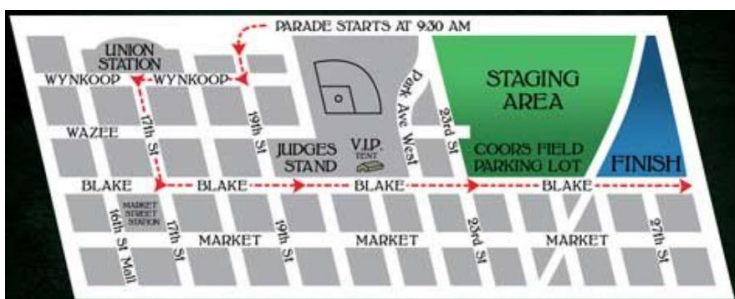 PARADE STARTS AT 9:30 AM
UNION
STATION
WYNKOOP
WYNKOOP
Park Ave West
STAGING
AREA
17th St
19th St
23rd St
WAZEE
JUDGES
STAND
V.I.P.
TENT
COORS FIELD
PARKING LOT
FINISH
BLAKE
BLAKE
BLAKE
BLAKE
MARKET
STREET
STATION
16th St Mall
17th St
19th St
23rd St
27th St
MARKET
MARKET
MARKET